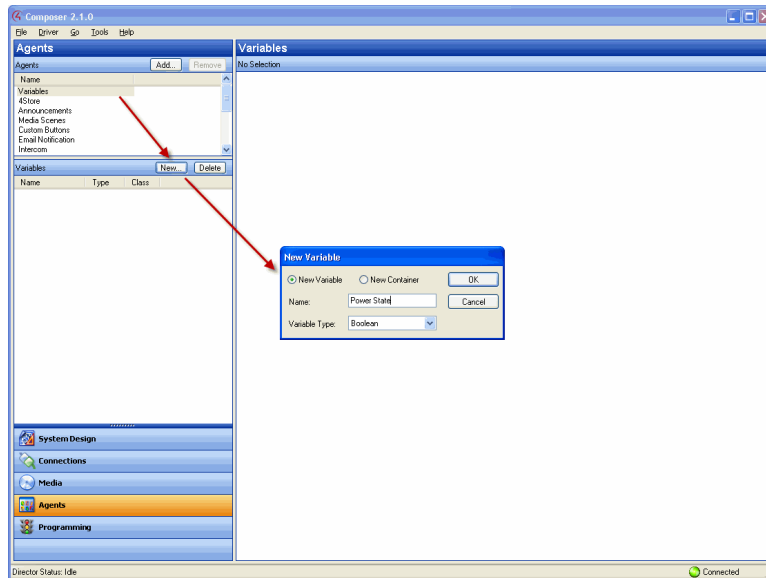 Composer 2.1.0
File Driver Go Tools Help
Agents
Agents Add... Remove
Name
Variables
4Store
Announcements
Media Scenes
Custom Buttons
Email Notification
Intercom
Variables New... Delete
Name Type Class
System Design
Connections
Media
Agents
Programming
Variables
No Selection
New Variable
New Variable New Container OK
Name: Power State Cancel
Variable Type: Boolean
Director Status: Idle Connected